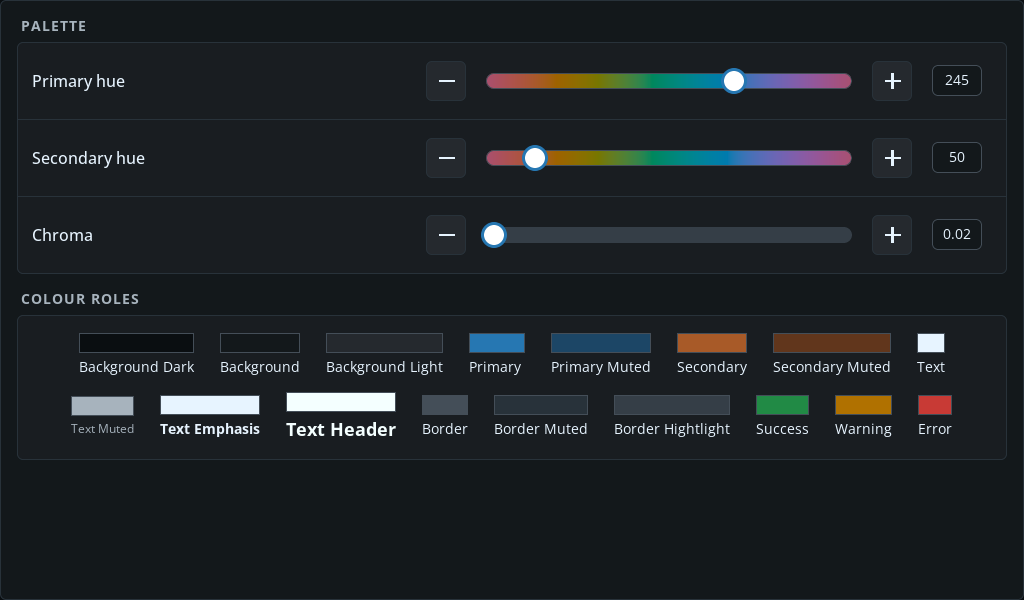 PALETTE
Primary hue 245
Secondary hue 50
Chroma 0.02
COLOUR ROLES
Background Dark Background Background Light Primary Primary Muted Secondary Secondary Muted Text
Text Muted Text Emphasis Text Header Border Border Muted Border Hightlight Success Warning Error